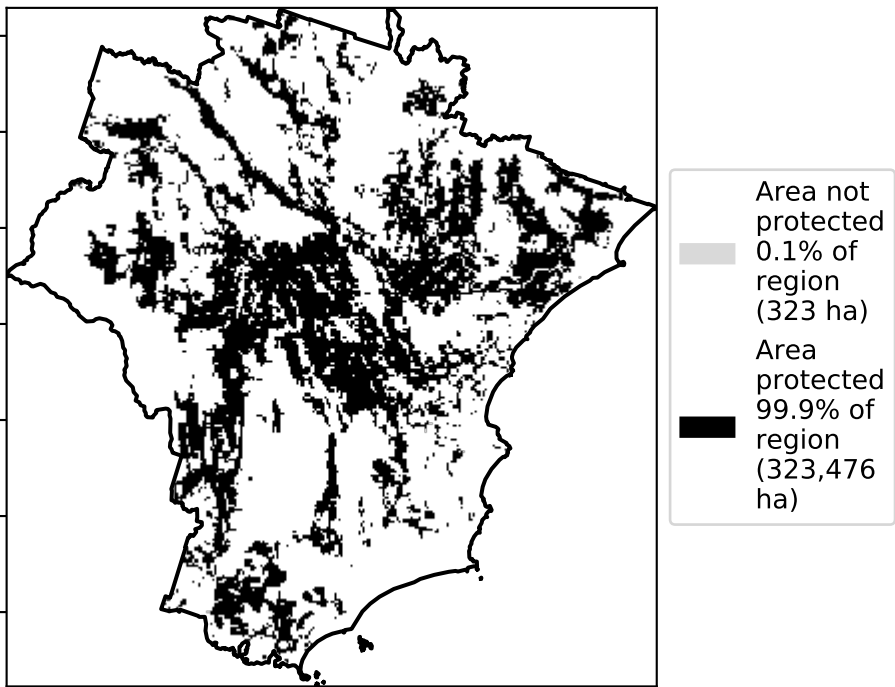 Area not
protected
0.1% of
region
(323 ha)
Area
protected
99.9% of
region
(323,476
ha)